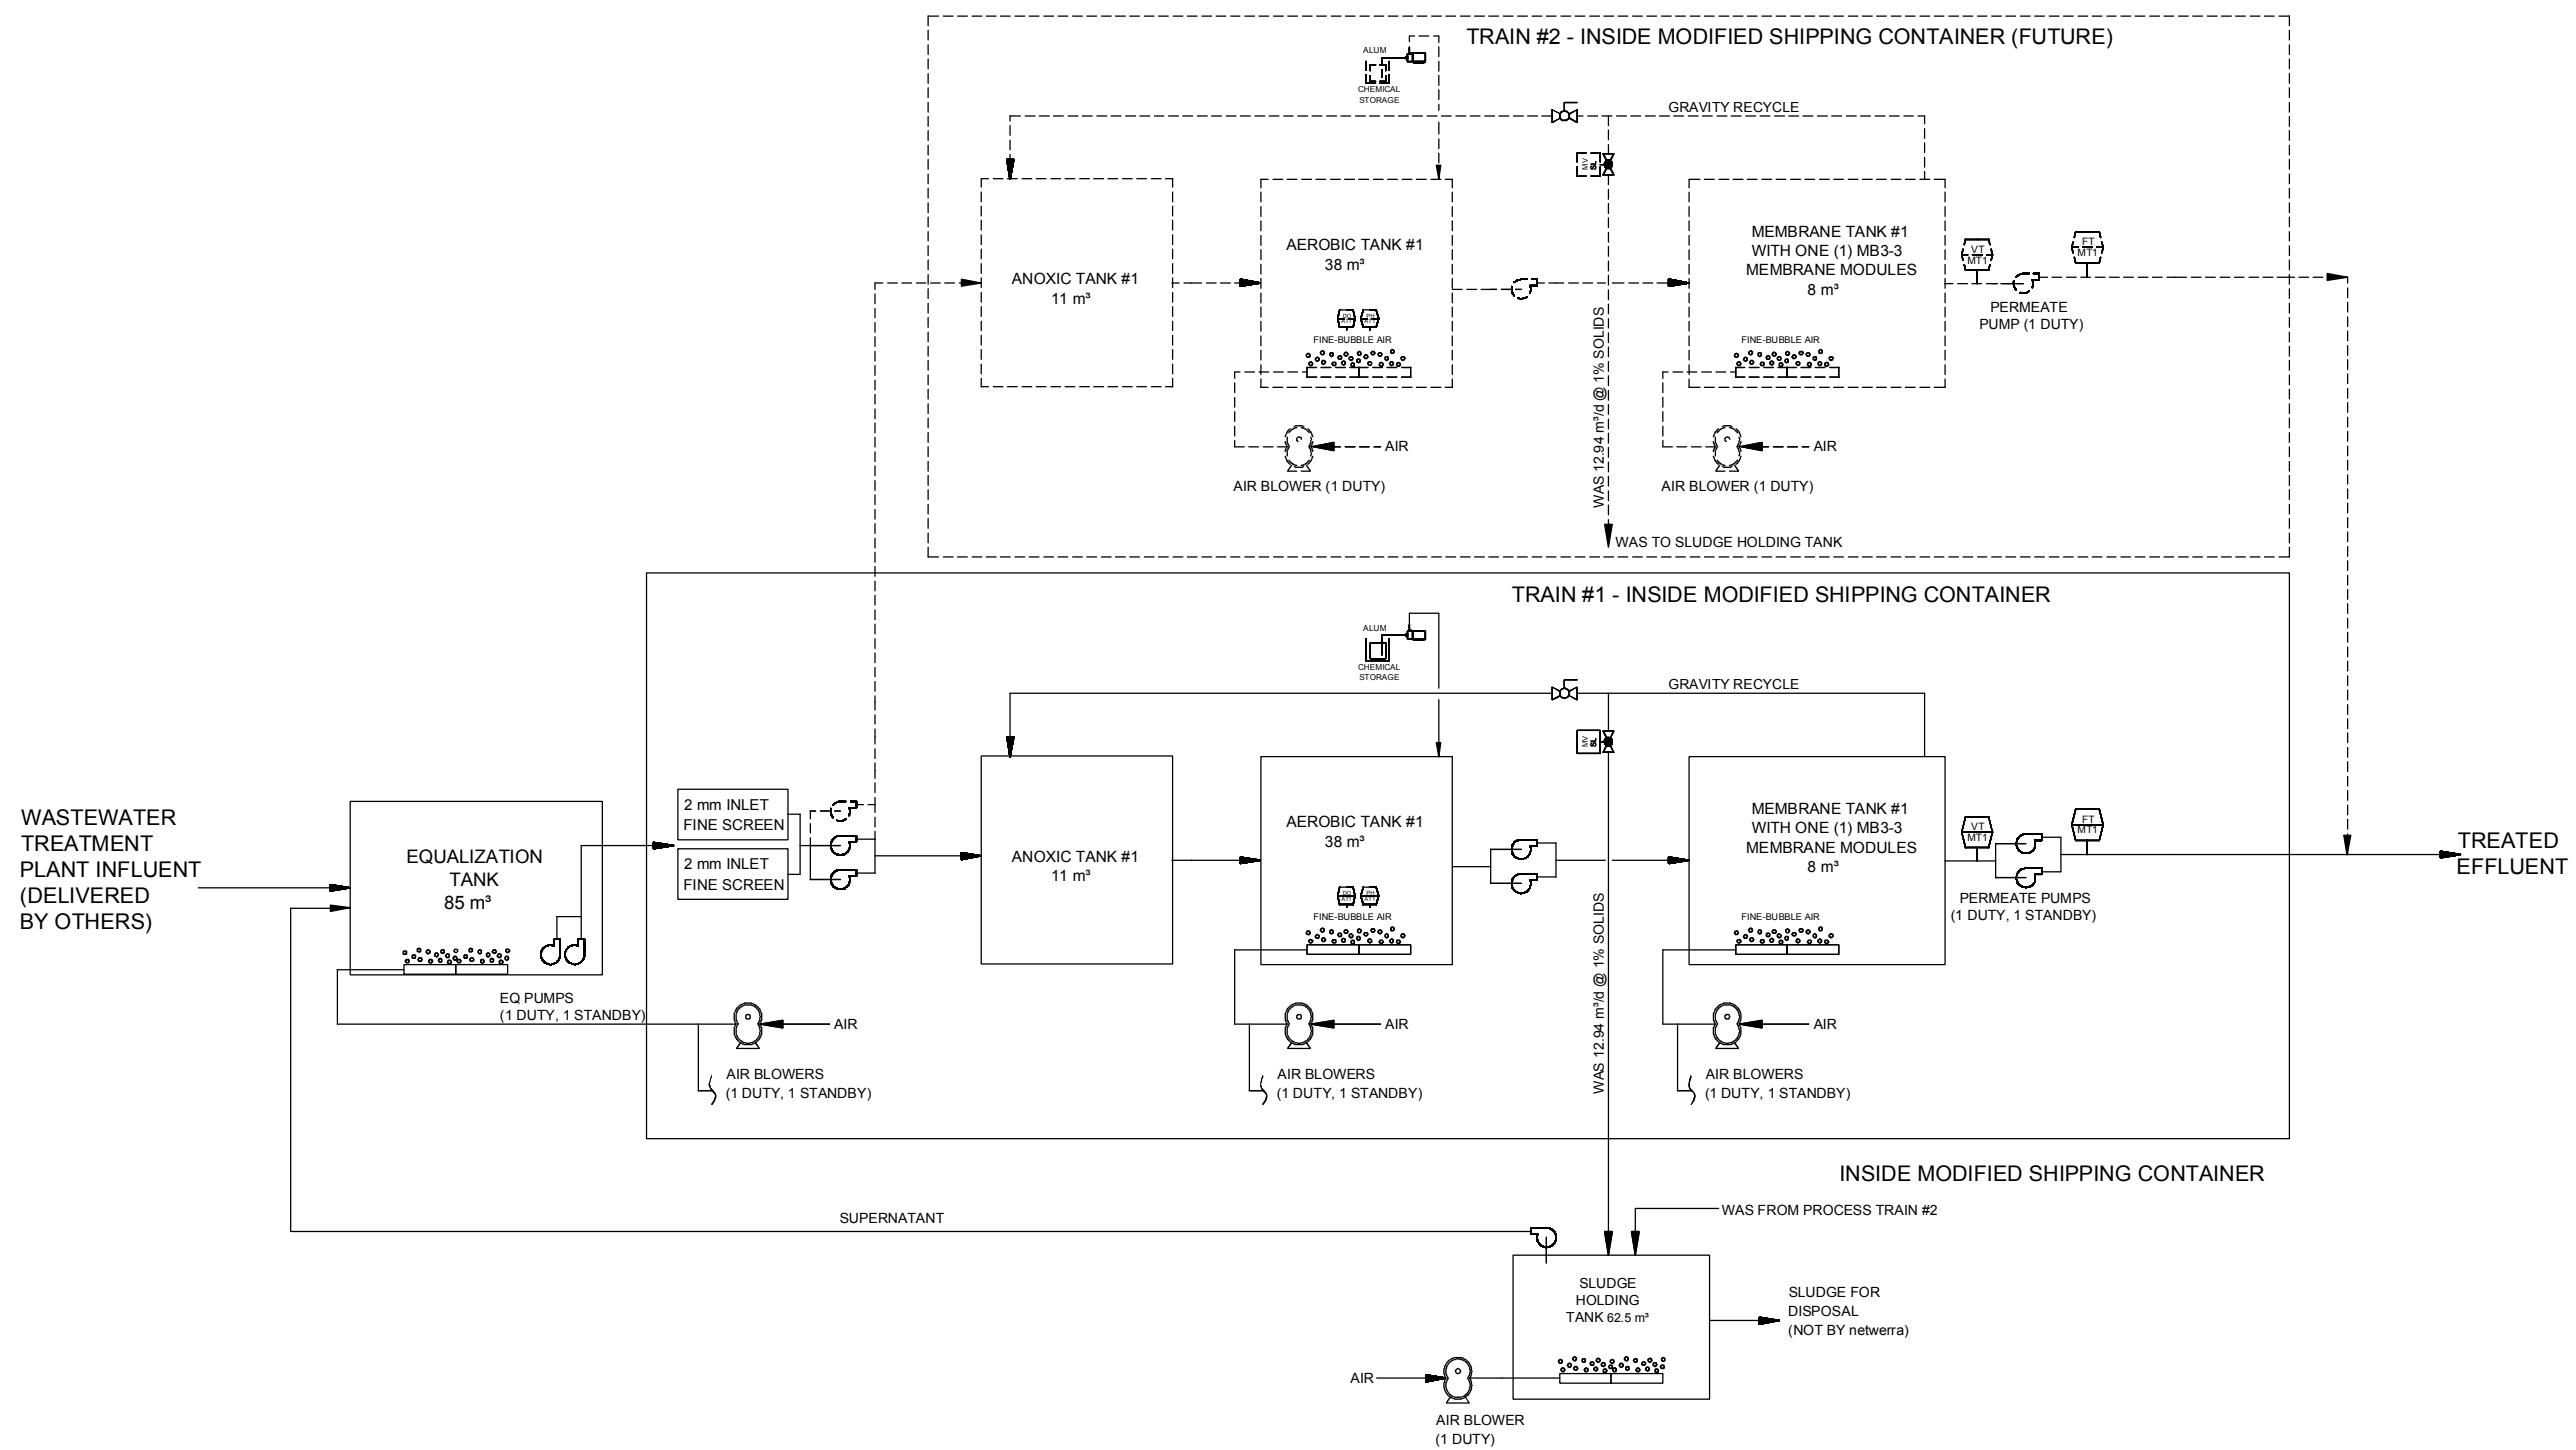 TRAIN #2 - INSIDE MODIFIED SHIPPING CONTAINER (FUTURE)
ALUM
CHEMICAL
STORAGE
GRAVITY RECYCLE
MV
SL
ANOXIC TANK #1
11 m³
AEROBIC TANK #1
38 m³
FINE-BUBBLE AIR
MEMBRANE TANK #1
WITH ONE (1) MB3-3
MEMBRANE MODULES
8 m³
FINE-BUBBLE AIR
VT
MT1
FT
MT1
PERMEATE
PUMP (1 DUTY)
WAS 12.94 m³/d @ 1% SOLIDS
AIR
AIR BLOWER (1 DUTY)
AIR
AIR BLOWER (1 DUTY)
WAS TO SLUDGE HOLDING TANK
TRAIN #1 - INSIDE MODIFIED SHIPPING CONTAINER
ALUM
CHEMICAL
STORAGE
GRAVITY RECYCLE
MV
SL
WASTEWATER
TREATMENT
PLANT INFLUENT
(DELIVERED
BY OTHERS)
EQUALIZATION
TANK
85 m³
EQ PUMPS
(1 DUTY, 1 STANDBY)
2 mm INLET
FINE SCREEN
2 mm INLET
FINE SCREEN
ANOXIC TANK #1
11 m³
AEROBIC TANK #1
38 m³
FINE-BUBBLE AIR
MEMBRANE TANK #1
WITH ONE (1) MB3-3
MEMBRANE MODULES
8 m³
FINE-BUBBLE AIR
VT
MT1
FT
MT1
PERMEATE PUMPS
(1 DUTY, 1 STANDBY)
TREATED
EFFLUENT
WAS 12.94 m³/d @ 1% SOLIDS
AIR
AIR BLOWERS
(1 DUTY, 1 STANDBY)
AIR
AIR BLOWERS
(1 DUTY, 1 STANDBY)
AIR
AIR BLOWERS
(1 DUTY, 1 STANDBY)
INSIDE MODIFIED SHIPPING CONTAINER
SUPERNATANT
WAS FROM PROCESS TRAIN #2
SLUDGE
HOLDING
TANK 62.5 m³
SLUDGE FOR
DISPOSAL
(NOT BY netwerra)
AIR
AIR BLOWER
(1 DUTY)